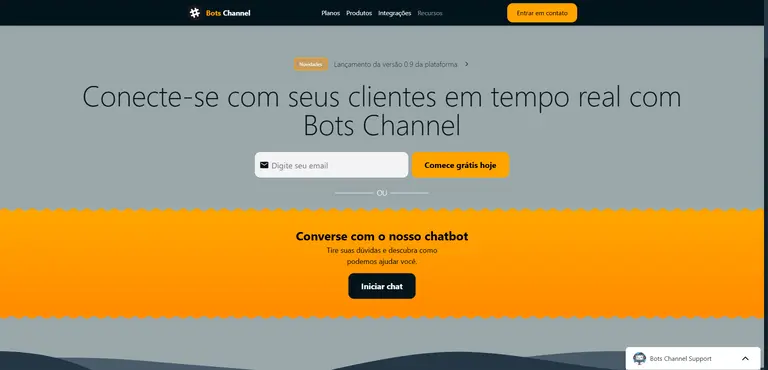 Bots Channel
Planos Produtos Integrações Recursos
Entrar em contato
Novidades Lançamento da versão 0.9 da plataforma
Conecte-se com seus clientes em tempo real com
Bots Channel
Digite seu email
Comece grátis hoje
OU
Converse com o nosso chatbot
Tire suas dúvidas e descubra como
podemos ajudar você.
Iniciar chat
Bots Channel Support